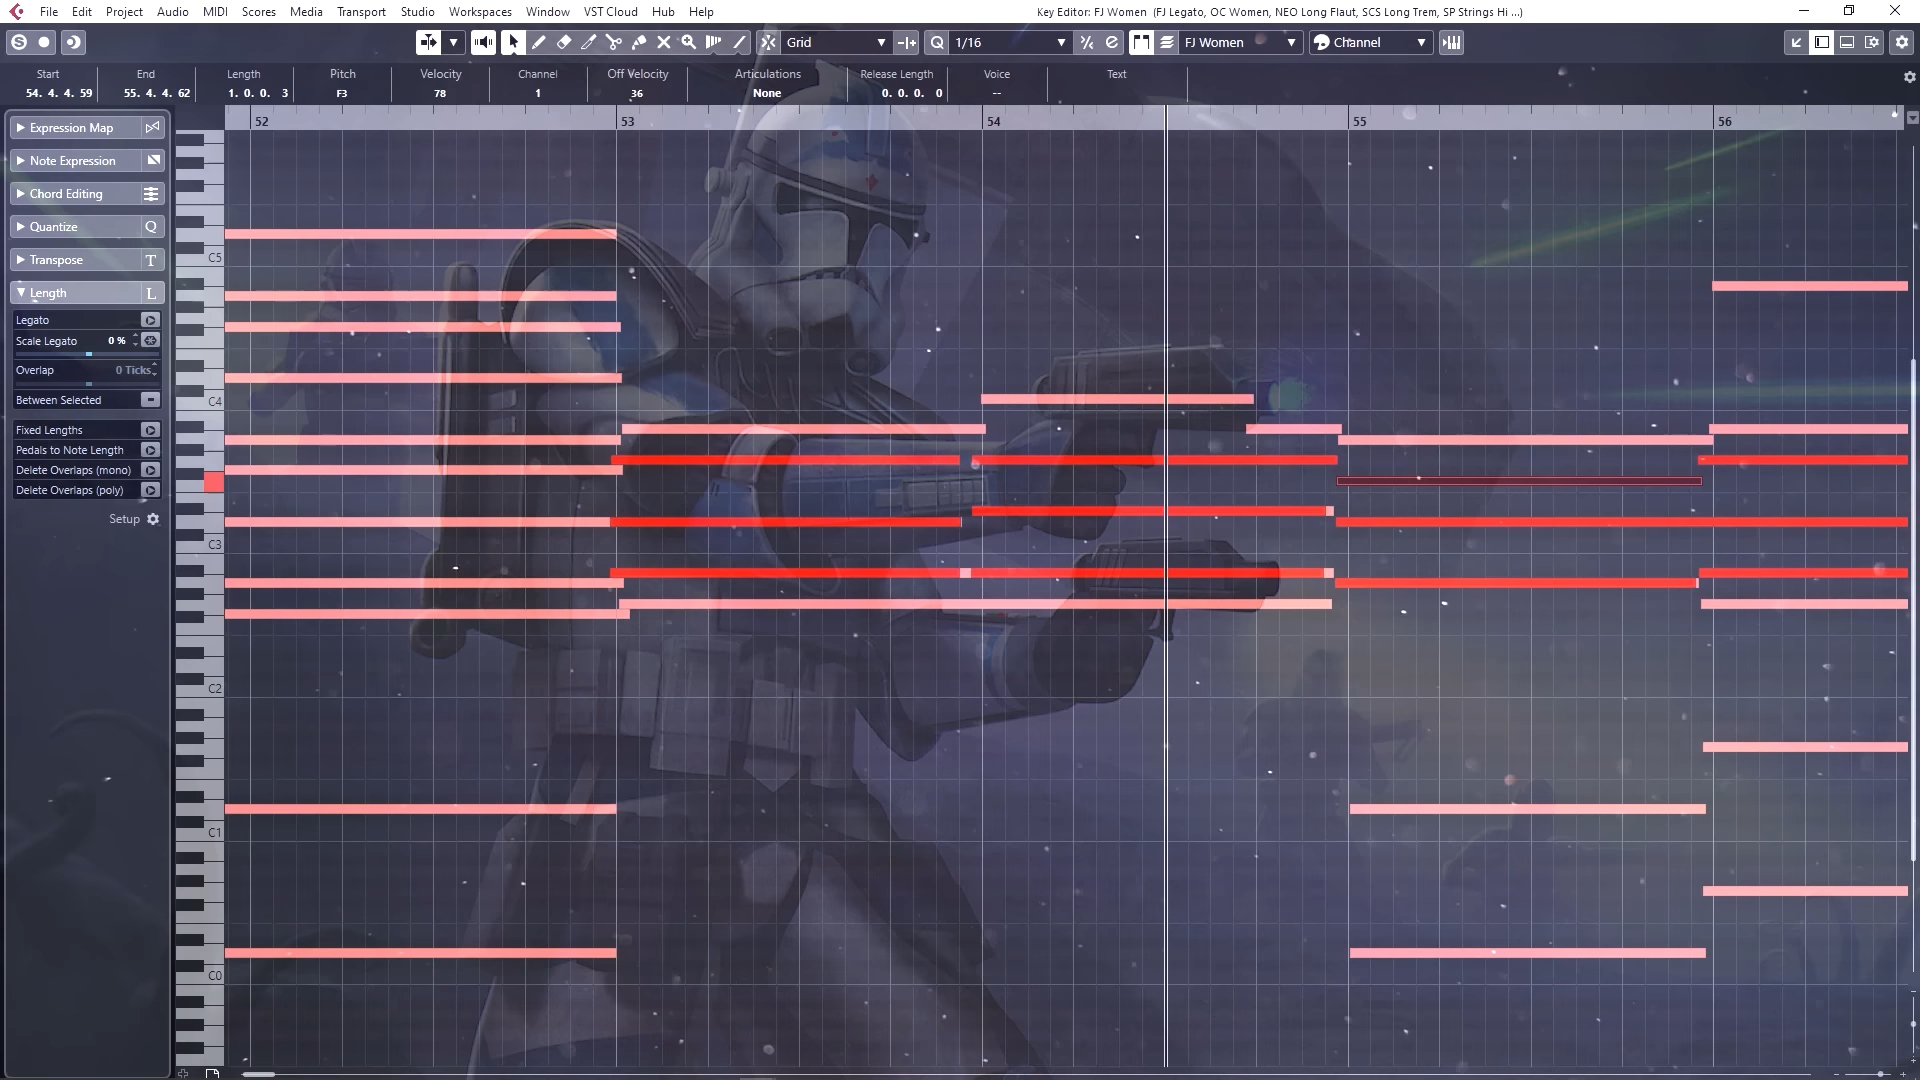 File Edit Project Audio MIDI Scores Media Transport Studio Workspaces Window VST Cloud Hub Help Key Editor: FJ Women (FJ Legato, OC Women, NEO Long Flaut, SCS Long Trem, SP Strings Hi ...)
Grid 1/16 FJ Women Channel
Start End Length Pitch Velocity Channel Off Velocity Articulations Release Length Voice Text
54. 4. 4. 59 55. 4. 4. 62 1. 0. 0. 3 F3 78 1 36 None 0. 0. 0. 0 --
52 53 54 55 56
Expression Map
Note Expression
Chord Editing
Quantize Q
Transpose T
Length L
Legato
Scale Legato 0 %
Overlap 0 Ticks
Between Selected
Fixed Lengths
Pedals to Note Length
Delete Overlaps (mono)
Delete Overlaps (poly)
Setup
C5
C4
C3
C2
C1
C0